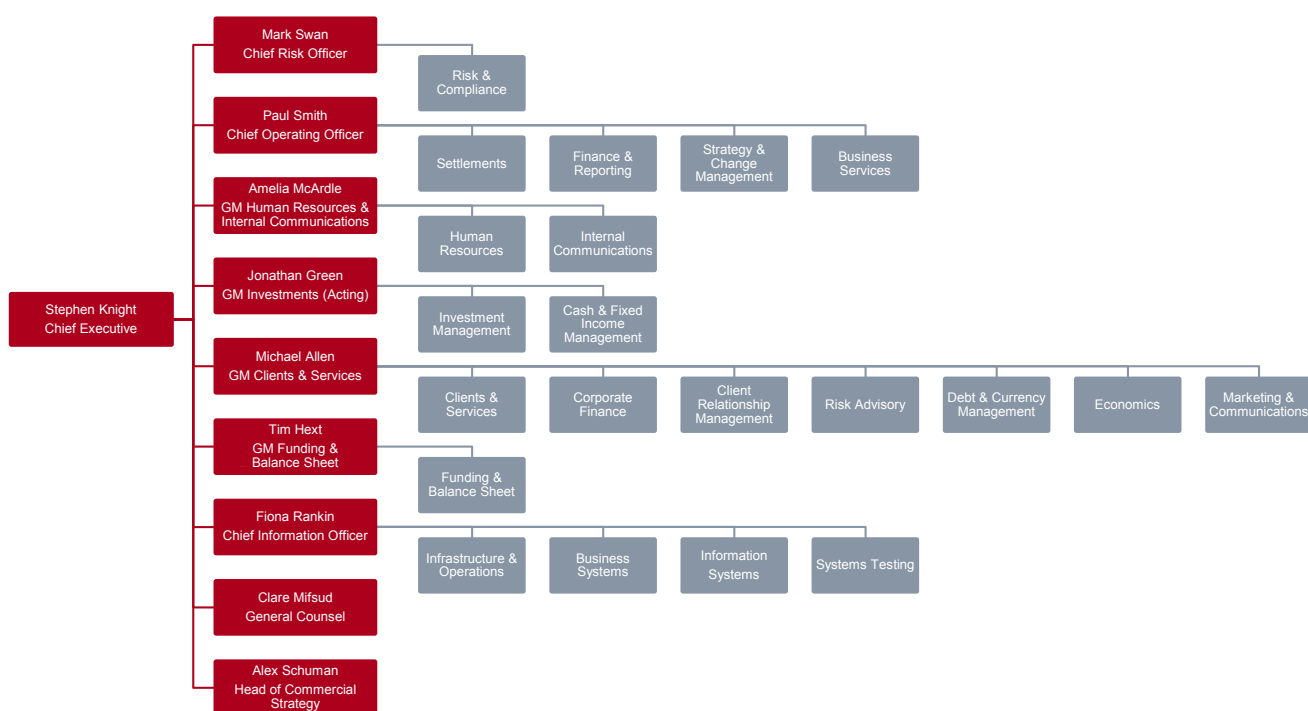 Mark Swan
Chief Risk Officer
Risk &
Compliance
Paul Smith
Chief Operating Officer
Settlements
Finance &
Reporting
Strategy &
Change
Management
Business
Services
Amelia McArdle
GM Human Resources &
Internal Communications
Human
Resources
Internal
Communications
Jonathan Green
GM Investments (Acting)
Investment
Management
Cash & Fixed
Income
Management
Stephen Knight
Chief Executive
Michael Allen
GM Clients & Services
Clients &
Services
Corporate
Finance
Client
Relationship
Management
Risk Advisory
Debt & Currency
Management
Economics
Marketing &
Communications
Tim Hext
GM Funding &
Balance Sheet
Funding &
Balance Sheet
Fiona Rankin
Chief Information Officer
Infrastructure &
Operations
Business
Systems
Information
Systems
Systems Testing
Clare Mifsud
General Counsel
Alex Schuman
Head of Commercial
Strategy